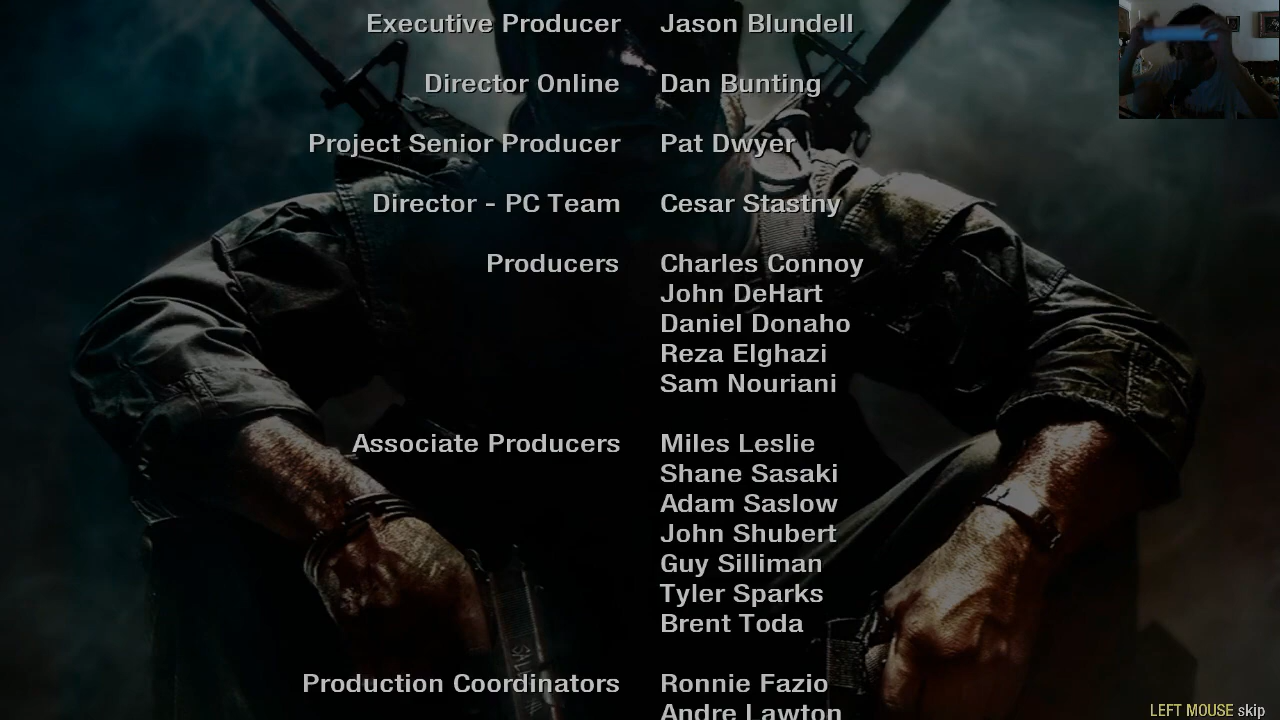 Executive Producer Jason Blundell
Director Online Dan Bunting
Project Senior Producer Pat Dwyer
Director - PC Team Cesar Stastny
Producers Charles Connoy
John DeHart
Daniel Donaho
Reza Elghazi
Sam Nouriani
Associate Producers Miles Leslie
Shane Sasaki
Adam Saslow
John Shubert
Guy Silliman
Tyler Sparks
Brent Toda
Production Coordinators Ronnie Fazio
Andre Lawton
LEFT MOUSE skip